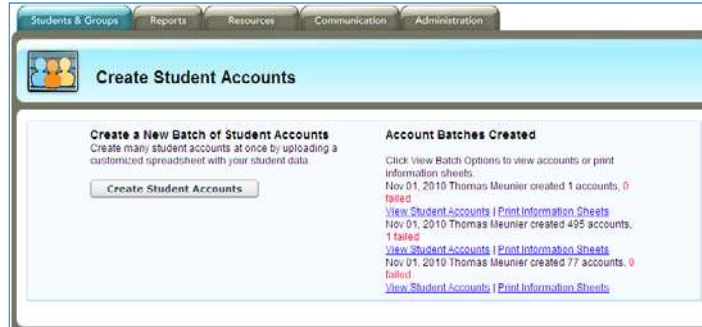 Students & Groups
Reports
Resources
Communication
Administration
Create Student Accounts
Create a New Batch of Student Accounts
Create many student accounts at once by uploading a
customized spreadsheet with your student data.
Create Student Accounts
Account Batches Created
Click View Batch Options to view accounts or print
information sheets.
Nov 01, 2010 Thomas Meunier created 1 accounts, 0
failed
View Student Accounts | Print Information Sheets
Nov 01, 2010 Thomas Meunier created 495 accounts,
1 failed
View Student Accounts | Print Information Sheets
Nov 01, 2010 Thomas Meunier created 77 accounts, 0
failed
View Student Accounts | Print Information Sheets